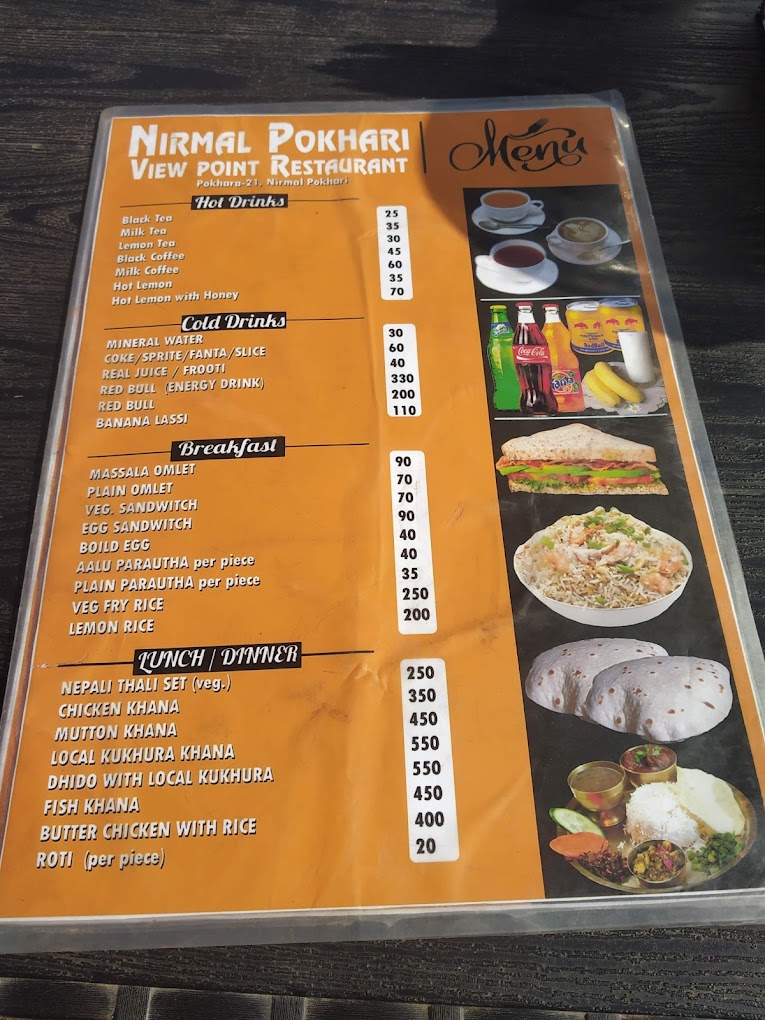 NIRMAL POKHARI
VIEW POINT RESTAURANT
Pokhara-21, Nirmal Pokhari
Menu
Hot Drinks
Black Tea 25
Milk Tea 35
Lemon Tea 30
Black Coffee 45
Milk Coffee 60
Hot Lemon 35
Hot Lemon with Honey 70
Cold Drinks
MINERAL WATER 30
COKE/SPRITE/FANTA/SLICE 60
REAL JUICE / FROOTI 40
RED BULL (ENERGY DRINK) 330
RED BULL 200
BANANA LASSI 110
Breakfast
MASSALA OMLET 90
PLAIN OMLET 70
VEG. SANDWITCH 70
EGG SANDWITCH 90
BOILD EGG 40
AALU PARAUTHA per piece 40
PLAIN PARAUTHA per piece 35
VEG FRY RICE 250
LEMON RICE 200
LUNCH / DINNER
NEPALI THALI SET (veg.) 250
CHICKEN KHANA 350
MUTTON KHANA 450
LOCAL KUKHURA KHANA 550
DHIDO WITH LOCAL KUKHURA 550
FISH KHANA 450
BUTTER CHICKEN WITH RICE 400
ROTI (per piece) 20
Coca-Cola
Fanta
RedBull